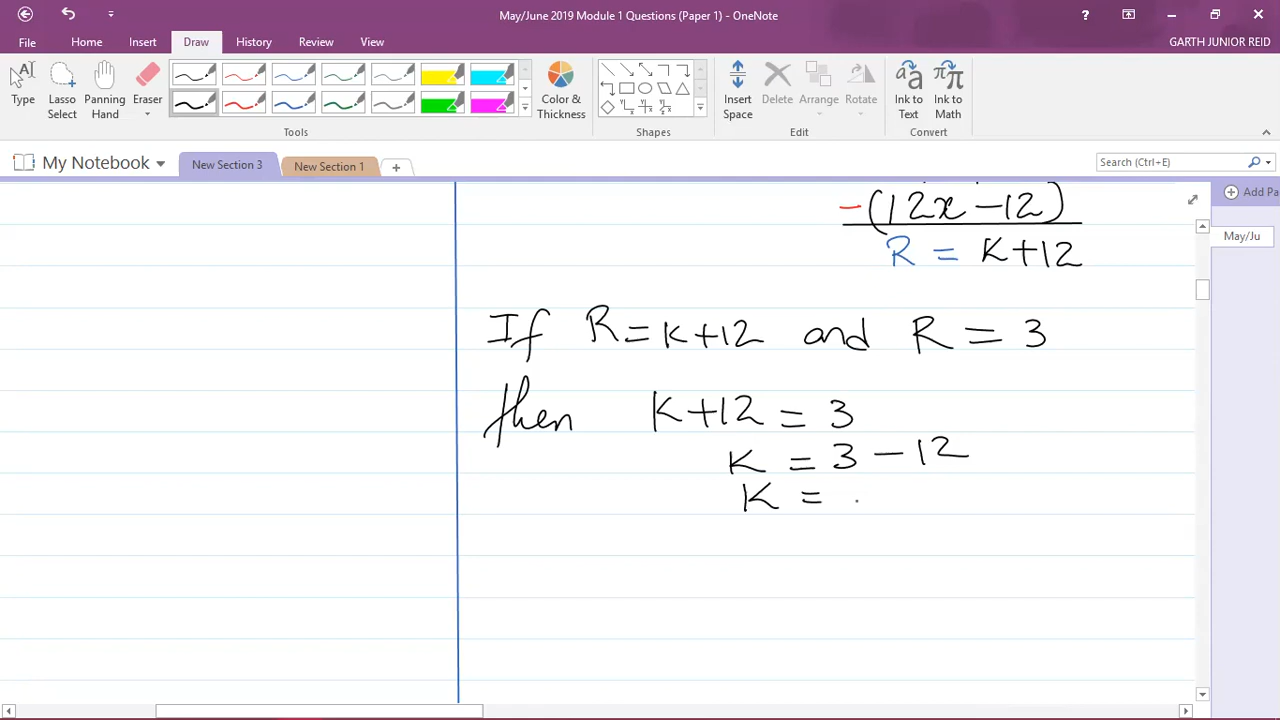 May/June 2019 Module 1 Questions (Paper 1) - OneNote
File Home Insert Draw History Review View GARTH JUNIOR REID
Type Lasso Select Panning Hand Eraser Color & Thickness Insert Space Delete Arrange Rotate Ink to Text Ink to Math
Tools Shapes Edit Convert
My Notebook New Section 3 New Section 1 + Search (Ctrl+E)
Add Pa
May/Ju
-(12x -12)
R = K+12
If R=K+12 and R = 3
then K+12 = 3
K = 3 - 12
K =